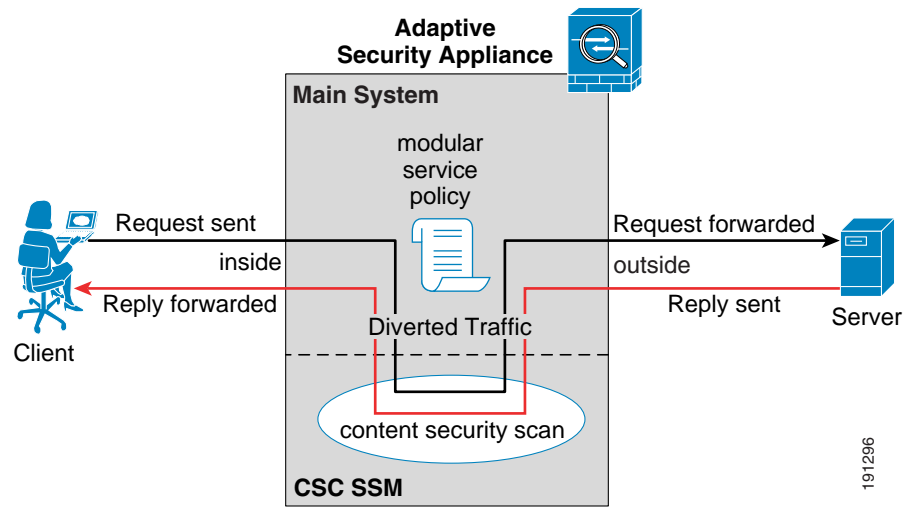 Adaptive
Security Appliance
Main System
modular
service
policy
Request sent
Request forwarded
inside
outside
Reply forwarded
Reply sent
Client
Server
Diverted Traffic
content security scan
CSC SSM
191296